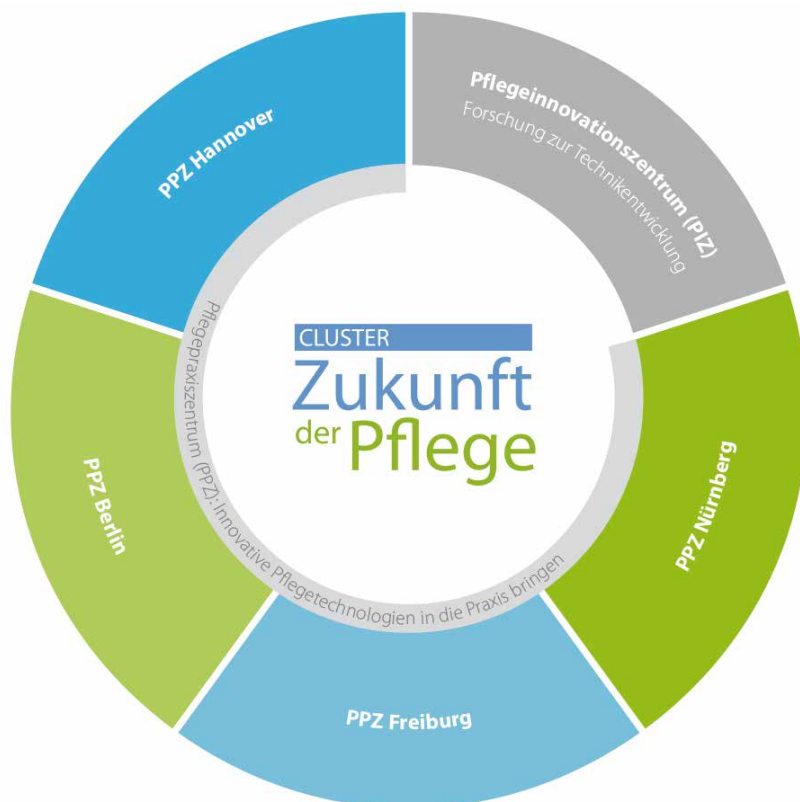 Pflegeinnovationszentrum (PIZ)
Forschung zur Technikentwicklung
PPZ Nürnberg
PPZ Freiburg
PPZ Berlin
PPZ Hannover
Pflegepraxiszentrum (PPZ): Innovative Pflegetechnologien in die Praxis bringen
CLUSTER
Zukunft
der Pflege